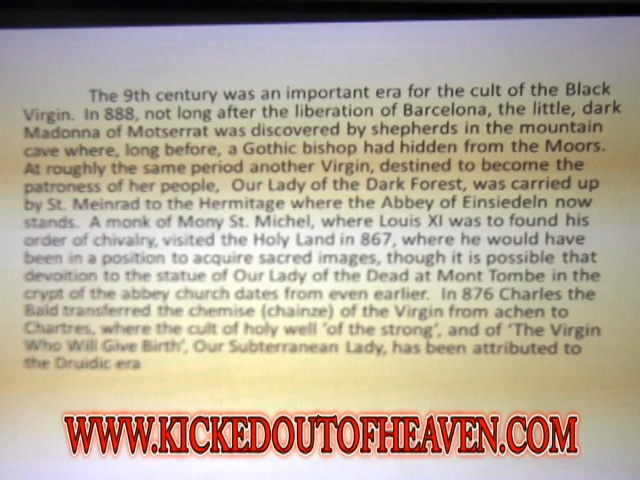 The 9th century was an important era for the cult of the Black
Virgin. In 888, not long after the liberation of Barcelona, the little, dark
Madonna of Motserrat was discovered by shepherds in the mountain
cave where, long before, a Gothic bishop had hidden from the Moors.
At roughly the same period another Virgin, destined to become the
patroness of her people, Our Lady of the Dark Forest, was carried up
by St. Meinrad to the Hermitage where the Abbey of Einsiedeln now
stands. A monk of Mony St. Michel, where Louis XI was to found his
order of chivalry, visited the Holy Land in 867, where he would have
been in a position to acquire sacred images, though it is possible that
devoition to the statue of Our Lady of the Dead at Mont Tombe in the
crypt of the abbey church dates from even earlier. In 876 Charles the
Bald transferred the chemise (chainze) of the Virgin from achen to
Chartres, where the cult of holy well 'of the strong', and of 'The Virgin
Who Will Give Birth', Our Subterranean Lady, has been attributed to
the Druidic era
WWW.KICKEDOUTOFHEAVEN.COM